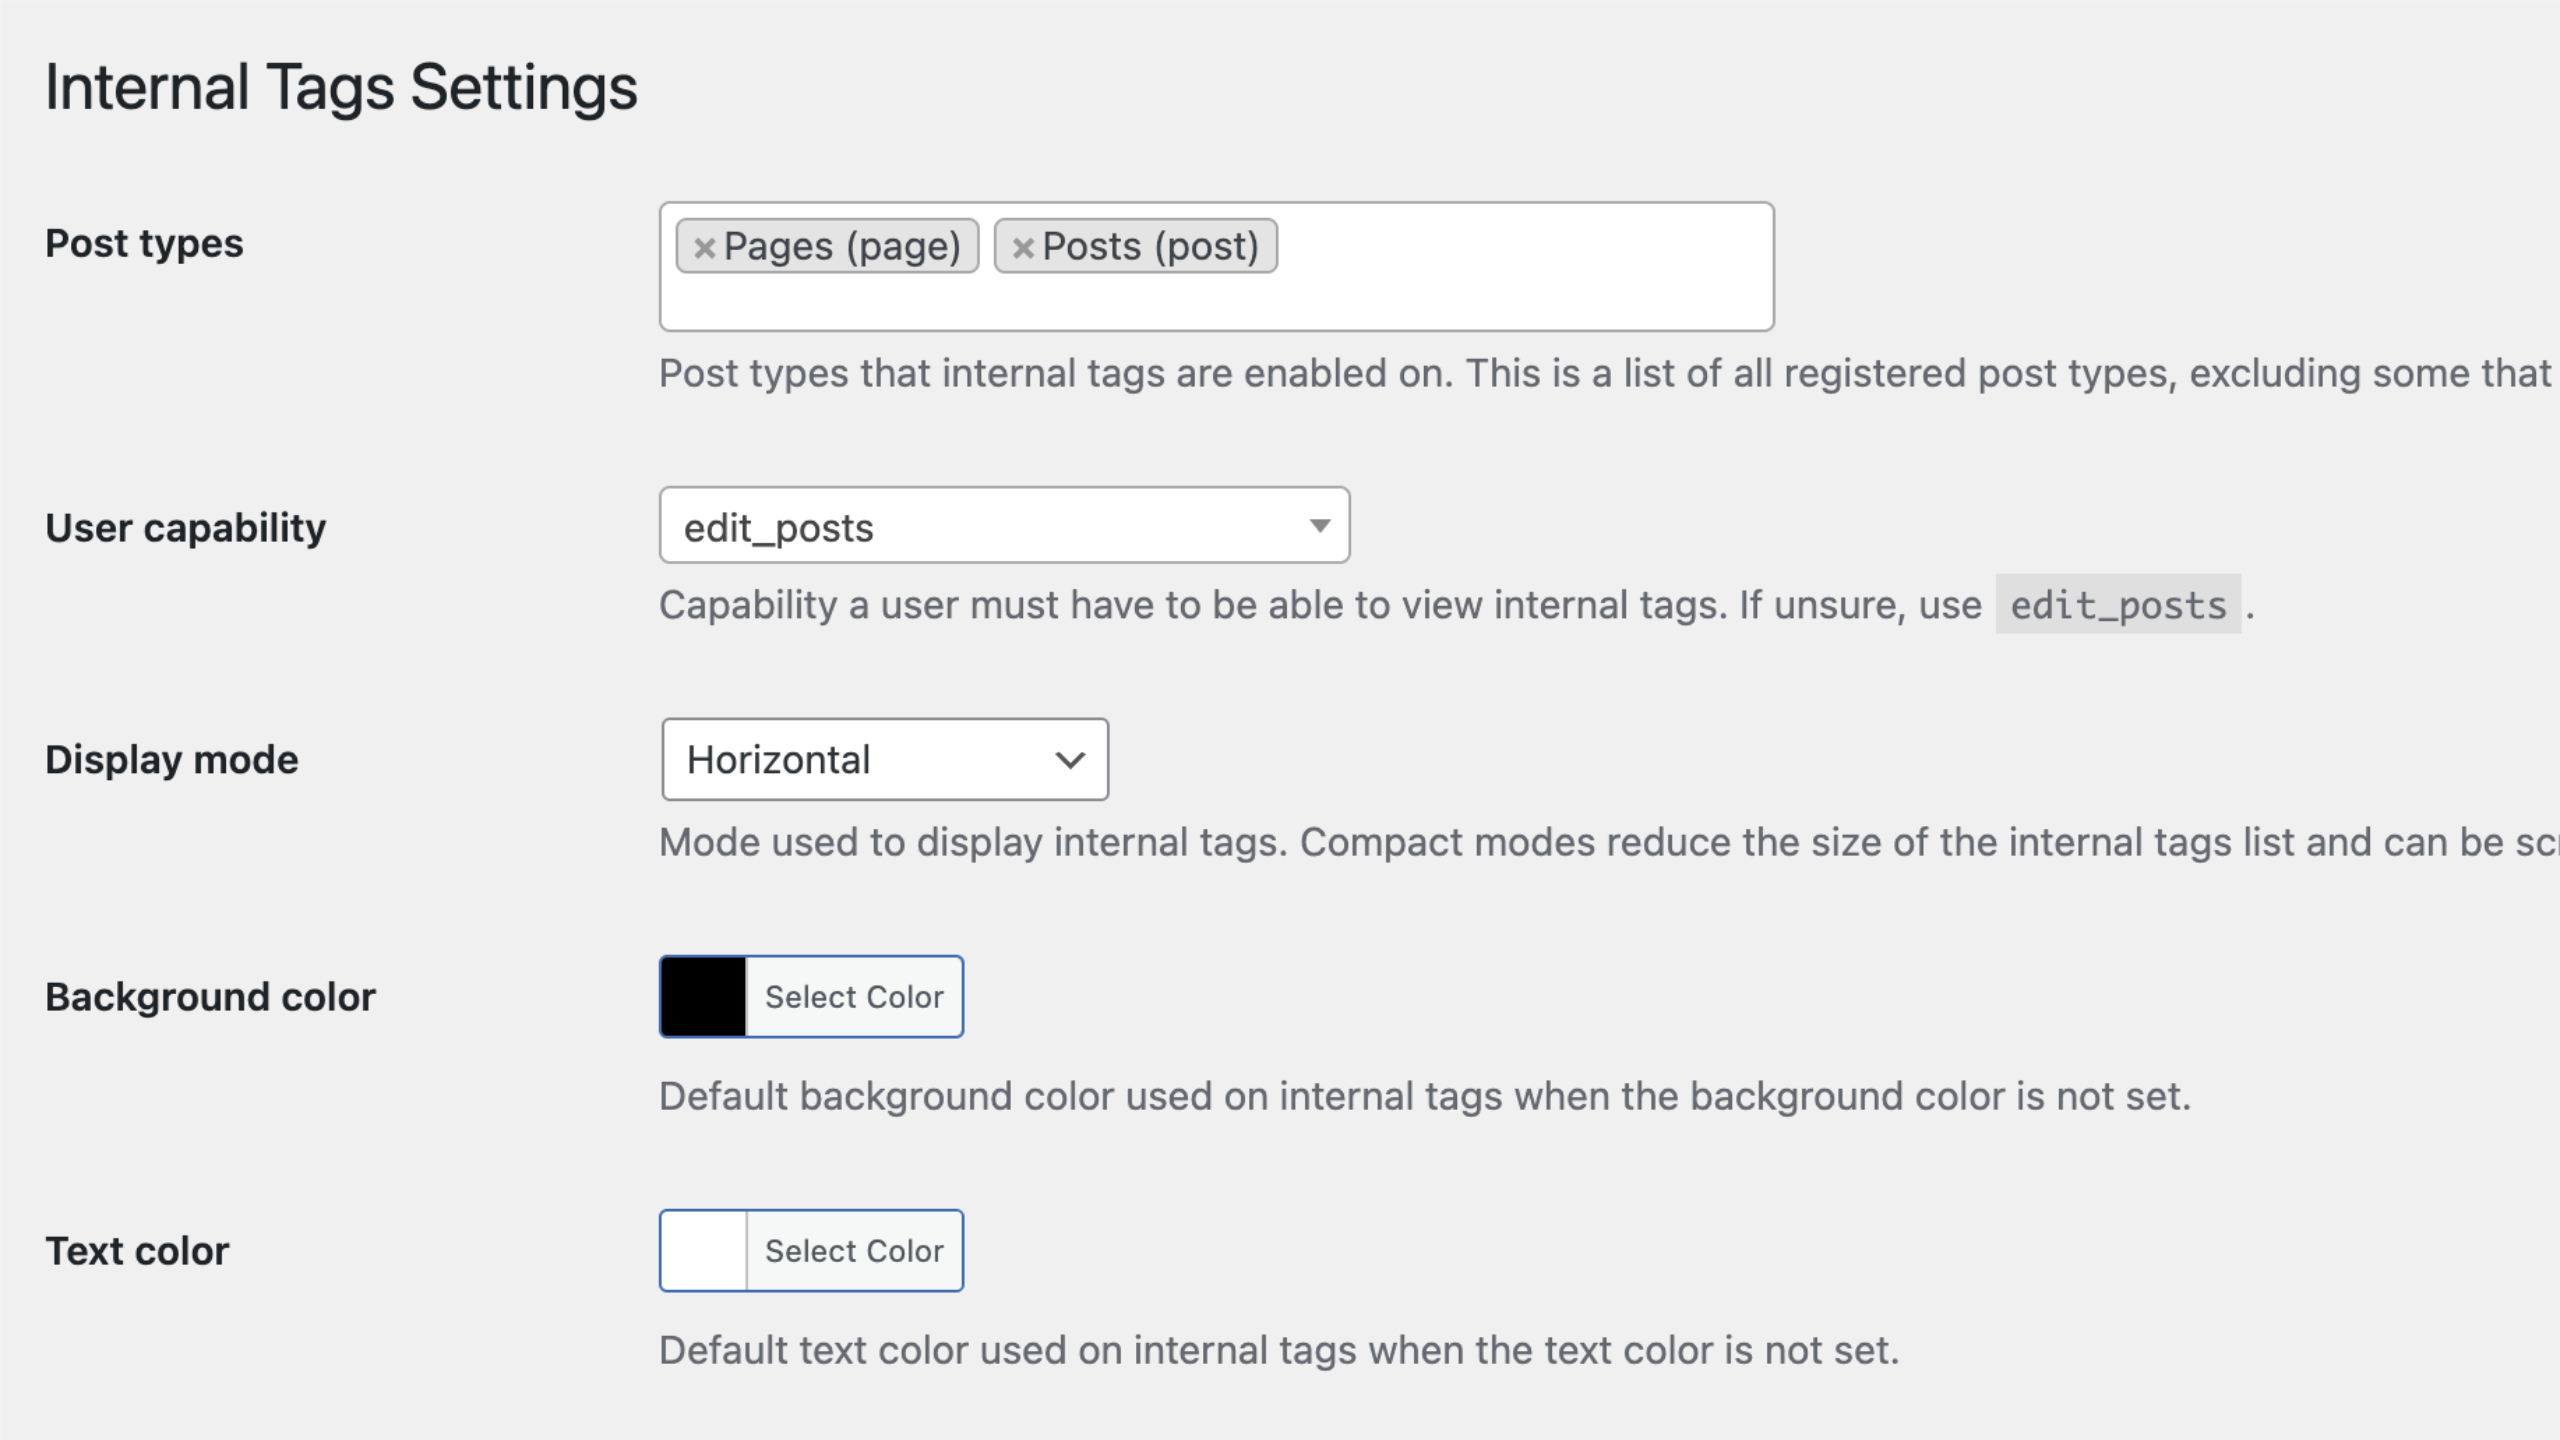 Internal Tags Settings
Post types
×Pages (page) ×Posts (post)
Post types that internal tags are enabled on. This is a list of all registered post types, excluding some that
User capability
edit_posts
Capability a user must have to be able to view internal tags. If unsure, use edit_posts.
Display mode
Horizontal
Mode used to display internal tags. Compact modes reduce the size of the internal tags list and can be
Background color
Select Color
Default background color used on internal tags when the background color is not set.
Text color
Select Color
Default text color used on internal tags when the text color is not set.